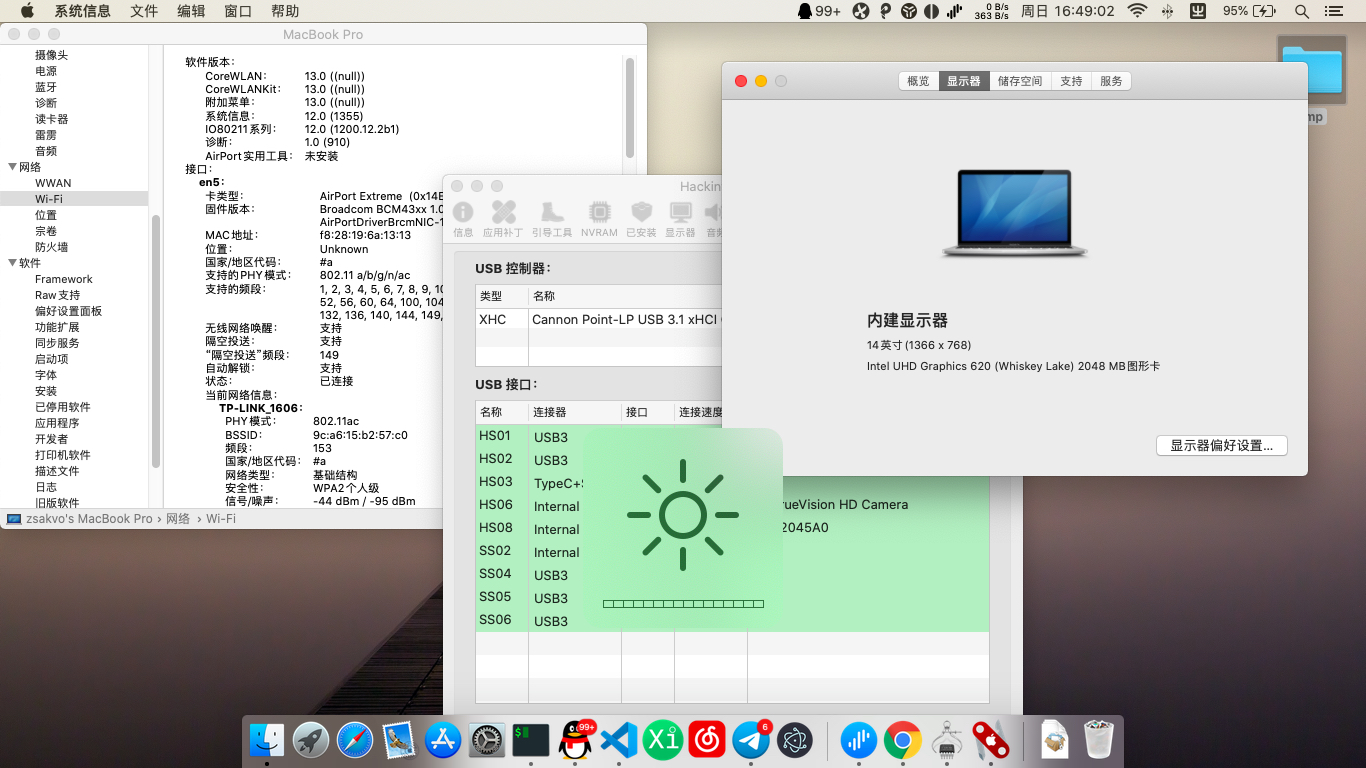 系统信息 文件 编辑 窗口 帮助
99+ 0 B/s 363 B/s 周日 16:49:02 95%
MacBook Pro
摄像头
电源
蓝牙
诊断
读卡器
雷雳
音频
网络
WWAN
Wi-Fi
位置
宗卷
防火墙
软件
Framework
Raw支持
偏好设置面板
功能扩展
同步服务
启动项
字体
安装
已停用软件
应用程序
开发者
打印机软件
描述文件
日志
旧版软件
软件版本:
CoreWLAN: 13.0 ((null))
CoreWLANKit: 13.0 ((null))
附加菜单: 13.0 ((null))
系统信息: 12.0 (1355)
IO80211系列: 12.0 (1200.12.2b1)
诊断: 1.0 (910)
AirPort实用工具: 未安装
接口:
en5:
卡类型: AirPort Extreme (0x14E
固件版本: Broadcom BCM43xx 1.0
AirPortDriverBrcmNIC-1
MAC地址: f8:28:19:6a:13:13
位置: Unknown
国家/地区代码: #a
支持的PHY模式: 802.11 a/b/g/n/ac
支持的频段: 1, 2, 3, 4, 5, 6, 7, 8, 9, 10
52, 56, 60, 64, 100, 104
132, 136, 140, 144, 149,
无线网络唤醒: 支持
隔空投送: 支持
“隔空投送”频段: 149
自动解锁: 支持
状态: 已连接
当前网络信息:
TP-LINK_1606:
PHY模式: 802.11ac
BSSID: 9c:a6:15:b2:57:c0
频段: 153
国家/地区代码: #a
网络类型: 基础结构
安全性: WPA2个人级
信号/噪声: -44 dBm / -95 dBm
zsakvo's MacBook Pro › 网络 › Wi-Fi
Hackin
信息 应用补丁 引导工具 NVRAM 已安装 显示器 音频
USB 控制器:
类型 名称
XHC Cannon Point-LP USB 3.1 xHCI
USB 接口:
名称 连接器 接口 连接速度
HS01 USB3
HS02 USB3
HS03 TypeC+S
HS06 Internal rueVision HD Camera
HS08 Internal 2045A0
SS02 Internal
SS04 USB3
SS05 USB3
SS06 USB3
概览 显示器 储存空间 支持 服务
内建显示器
14英寸 (1366 x 768)
Intel UHD Graphics 620 (Whiskey Lake) 2048 MB图形卡
显示器偏好设置...
mp
$ 99+ Xi 6